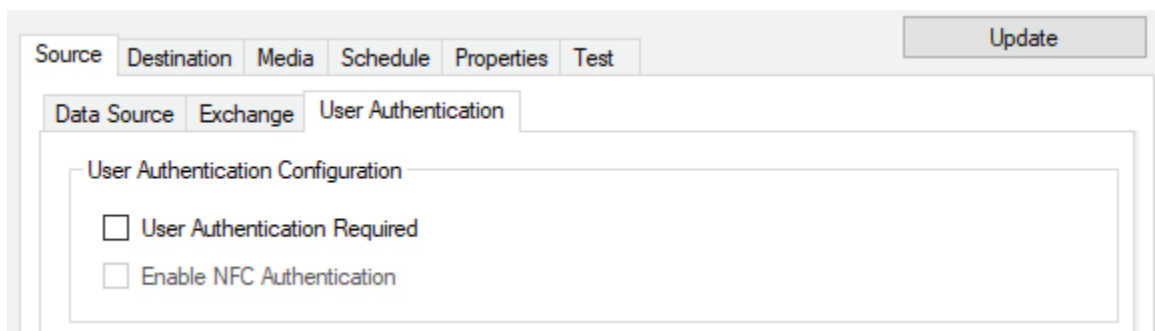 Update
Source Destination Media Schedule Properties Test
Data Source Exchange User Authentication
User Authentication Configuration
User Authentication Required
Enable NFC Authentication